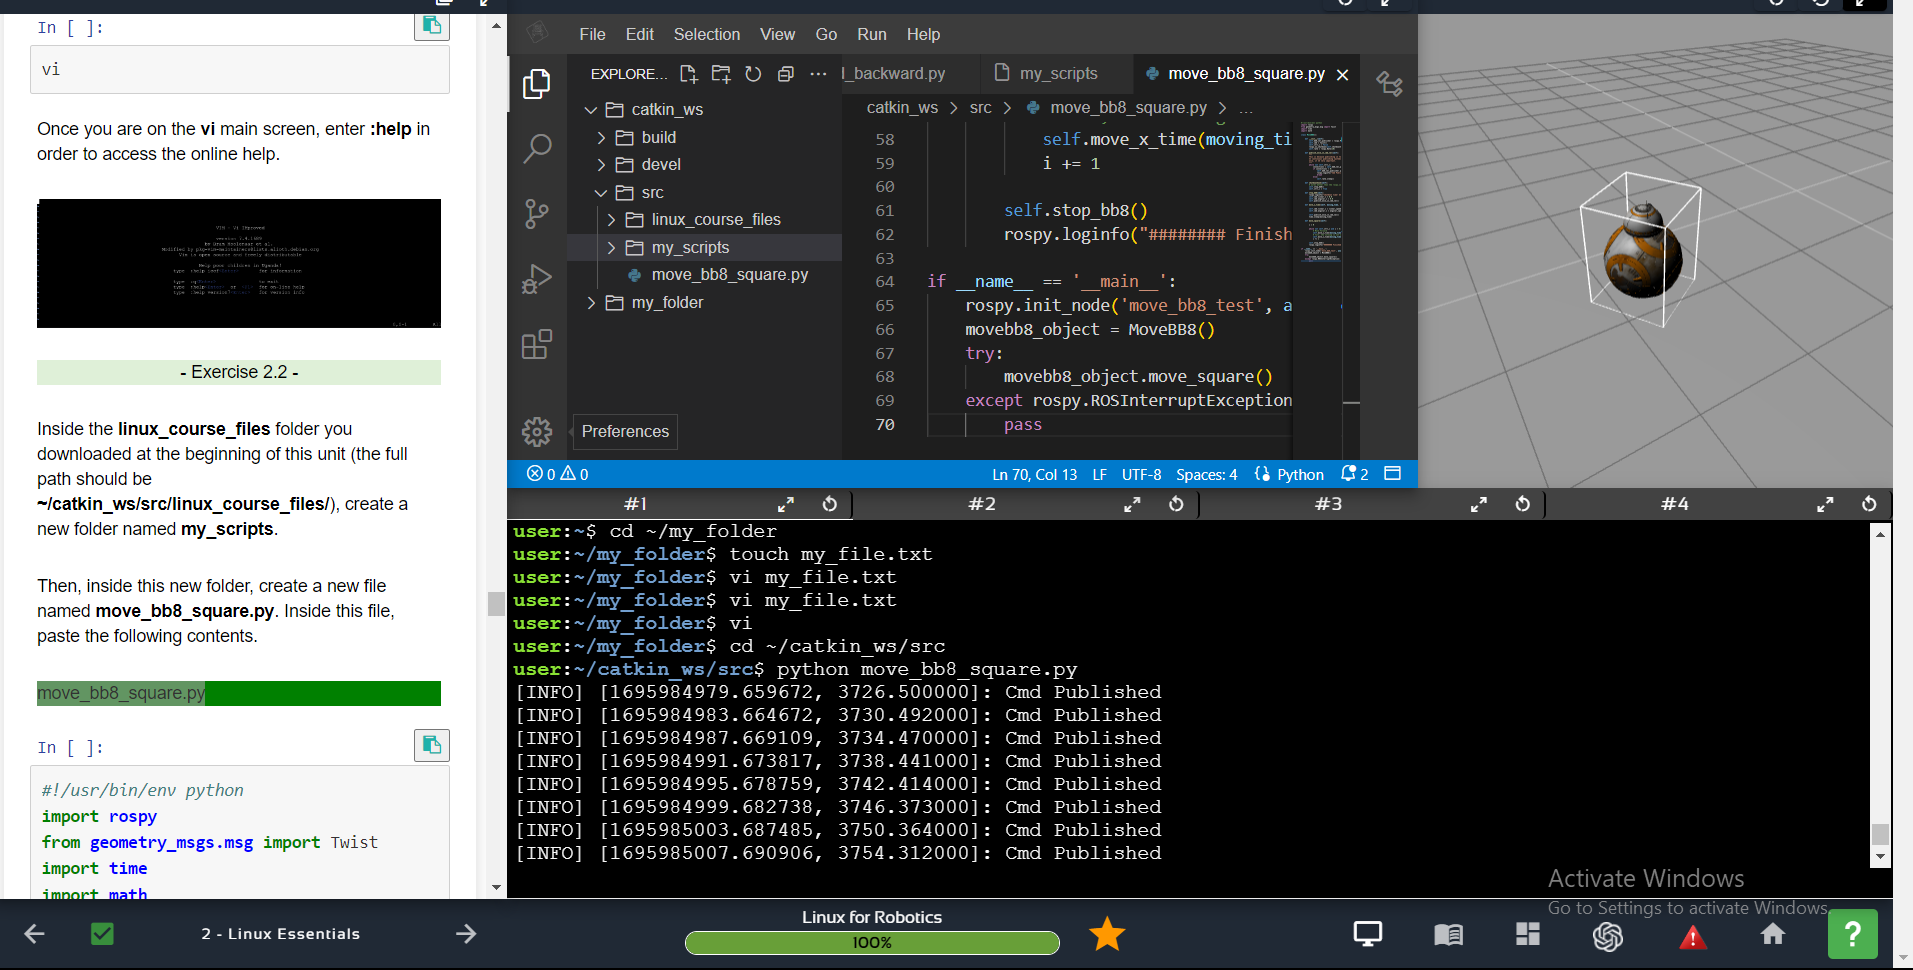 In [ ]:
vi
Once you are on the vi main screen, enter :help in
order to access the online help.
- Exercise 2.2 -
Inside the linux_course_files folder you
downloaded at the beginning of this unit (the full
path should be
~/catkin_ws/src/linux_course_files/), create a
new folder named my_scripts.
Then, inside this new folder, create a new file
named move_bb8_square.py. Inside this file,
paste the following contents.
move_bb8_square.py
In [ ]:
#!/usr/bin/env python
import rospy
from geometry_msgs.msg import Twist
import time
import math
File Edit Selection View Go Run Help
EXPLORE... ...
catkin_ws
build
devel
src
linux_course_files
my_scripts
move_bb8_square.py
my_folder
Preferences
l_backward.py my_scripts move_bb8_square.py
catkin_ws > src > move_bb8_square.py > ...
58 self.move_x_time(moving_ti
59 i += 1
60
61 self.stop_bb8()
62 rospy.loginfo("######## Finish
63
64 if __name__ == '__main__':
65 rospy.init_node('move_bb8_test', a
66 movebb8_object = MoveBB8()
67 try:
68 movebb8_object.move_square()
69 except rospy.ROSInterruptException
70 pass
0 0 Ln 70, Col 13 LF UTF-8 Spaces: 4 Python 2
#1 #2 #3 #4
user:~$ cd ~/my_folder
user:~/my_folder$ touch my_file.txt
user:~/my_folder$ vi my_file.txt
user:~/my_folder$ vi my_file.txt
user:~/my_folder$ vi
user:~/my_folder$ cd ~/catkin_ws/src
user:~/catkin_ws/src$ python move_bb8_square.py
[INFO] [1695984979.659672, 3726.500000]: Cmd Published
[INFO] [1695984983.664672, 3730.492000]: Cmd Published
[INFO] [1695984987.669109, 3734.470000]: Cmd Published
[INFO] [1695984991.673817, 3738.441000]: Cmd Published
[INFO] [1695984995.678759, 3742.414000]: Cmd Published
[INFO] [1695984999.682738, 3746.373000]: Cmd Published
[INFO] [1695985003.687485, 3750.364000]: Cmd Published
[INFO] [1695985007.690906, 3754.312000]: Cmd Published
Activate Windows
Go to Settings to activate Windows.
2 - Linux Essentials
Linux for Robotics
100%
?